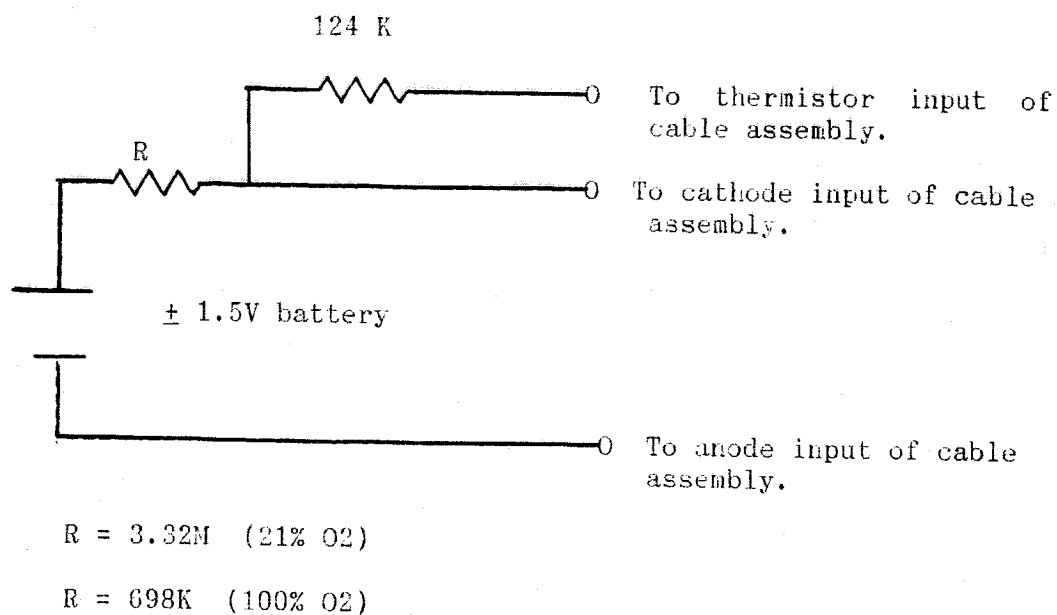 124 K
To thermistor input of
cable assembly.
R
To cathode input of cable
assembly.
± 1.5V battery
To anode input of cable
assembly.
R = 3.32M (21% O2)
R = 698K (100% O2)